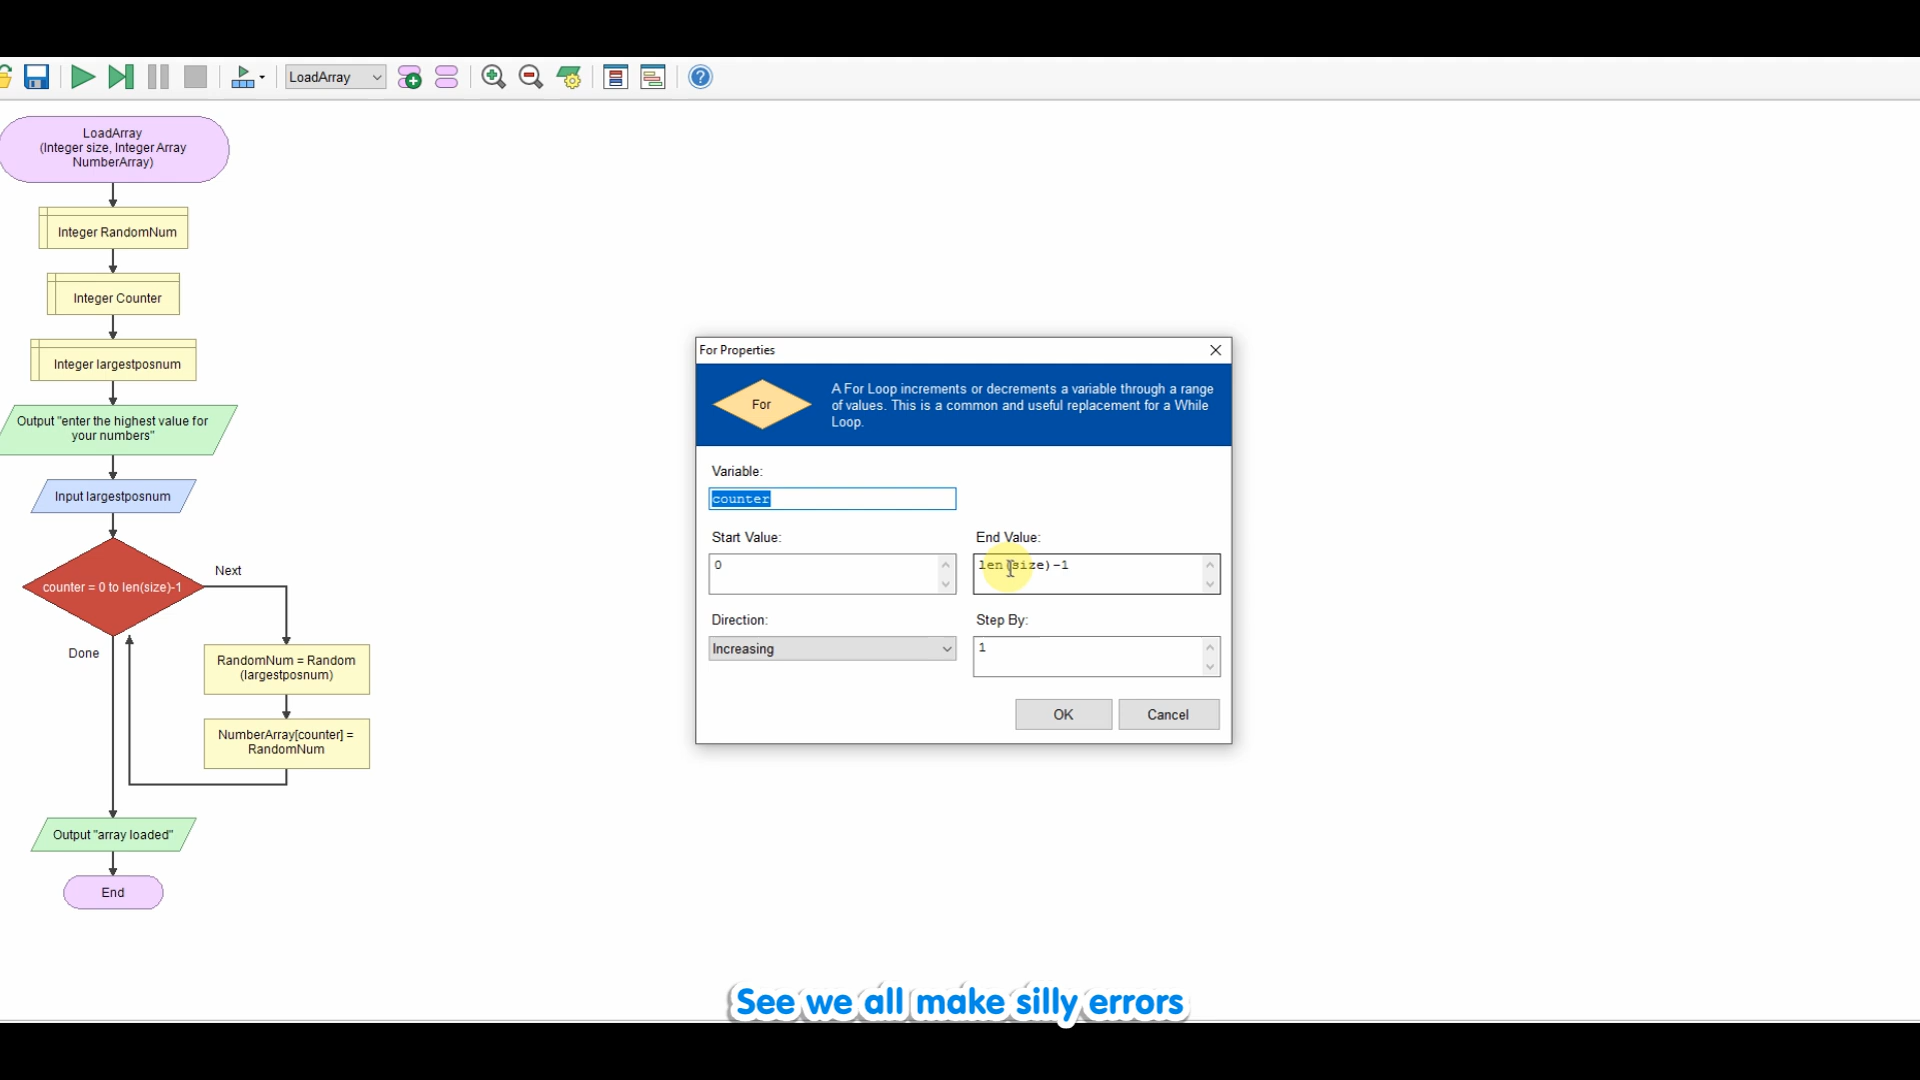 LoadArray
LoadArray
(Integer size, Integer Array
NumberArray)
Integer RandomNum
Integer Counter
Integer largestposnum
Output "enter the highest value for
your numbers"
Input largestposnum
counter = 0 to len(size)-1
Next
Done
RandomNum = Random
(largestposnum)
NumberArray[counter] =
RandomNum
Output "array loaded"
End
For Properties
For
A For Loop increments or decrements a variable through a range
of values. This is a common and useful replacement for a While
Loop.
Variable:
counter
Start Value:
End Value:
0
len(size)-1
Direction:
Step By:
Increasing
1
OK
Cancel
See we all make silly errors